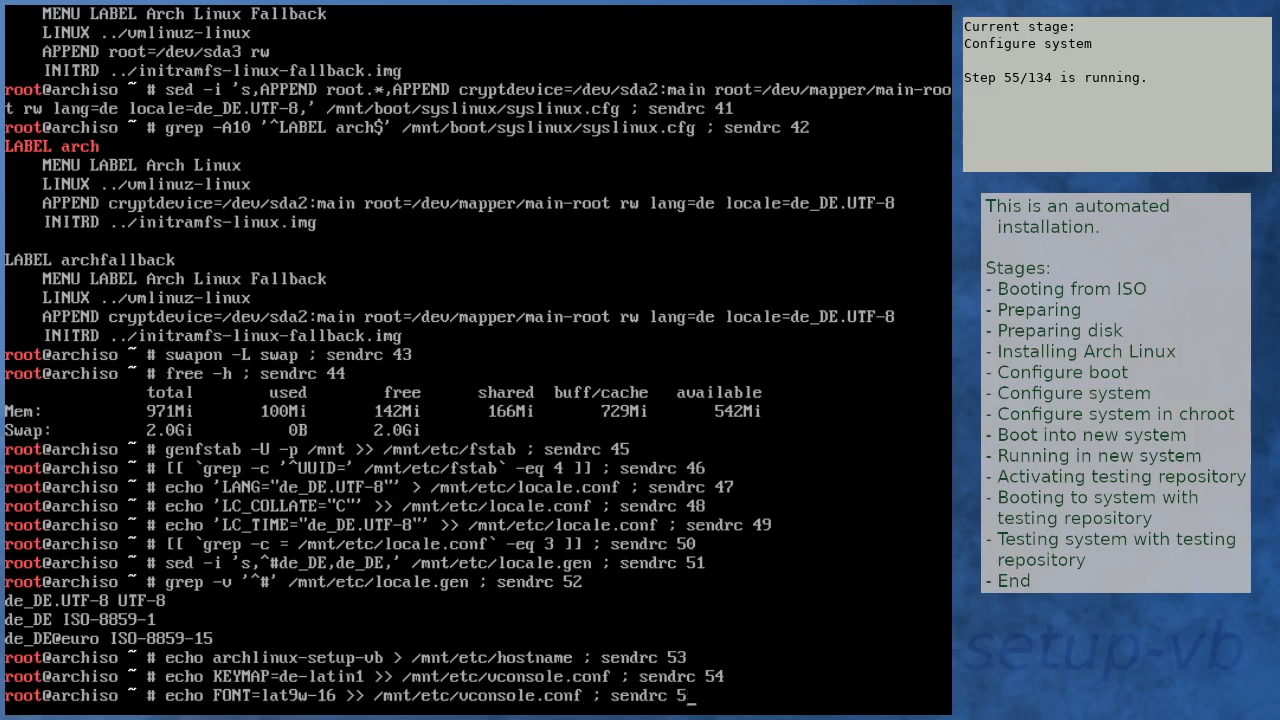 MENU LABEL Arch Linux Fallback
    LINUX ../vmlinuz-linux
    APPEND root=/dev/sda3 rw
    INITRD ../initramfs-linux-fallback.img
root@archiso ~ # sed -i 's,APPEND root.*,APPEND cryptdevice=/dev/sda2:main root=/dev/mapper/main-roo
t rw lang=de locale=de_DE.UTF-8,' /mnt/boot/syslinux/syslinux.cfg ; sendrc 41
root@archiso ~ # grep -A10 '^LABEL arch$' /mnt/boot/syslinux/syslinux.cfg ; sendrc 42
LABEL arch
    MENU LABEL Arch Linux
    LINUX ../vmlinuz-linux
    APPEND cryptdevice=/dev/sda2:main root=/dev/mapper/main-root rw lang=de locale=de_DE.UTF-8
    INITRD ../initramfs-linux.img

LABEL archfallback
    MENU LABEL Arch Linux Fallback
    LINUX ../vmlinuz-linux
    APPEND cryptdevice=/dev/sda2:main root=/dev/mapper/main-root rw lang=de locale=de_DE.UTF-8
    INITRD ../initramfs-linux-fallback.img
root@archiso ~ # swapon -L swap ; sendrc 43
root@archiso ~ # free -h ; sendrc 44
               total        used        free      shared  buff/cache   available
Mem:           971Mi       100Mi       142Mi       166Mi       729Mi       542Mi
Swap:          2.0Gi          0B       2.0Gi
root@archiso ~ # genfstab -U -p /mnt >> /mnt/etc/fstab ; sendrc 45
root@archiso ~ # [[ `grep -c '^UUID=' /mnt/etc/fstab` -eq 4 ]] ; sendrc 46
root@archiso ~ # echo 'LANG="de_DE.UTF-8"' > /mnt/etc/locale.conf ; sendrc 47
root@archiso ~ # echo 'LC_COLLATE="C"' >> /mnt/etc/locale.conf ; sendrc 48
root@archiso ~ # echo 'LC_TIME="de_DE.UTF-8"' >> /mnt/etc/locale.conf ; sendrc 49
root@archiso ~ # [[ `grep -c = /mnt/etc/locale.conf` -eq 3 ]] ; sendrc 50
root@archiso ~ # sed -i 's,^#de_DE,de_DE,' /mnt/etc/locale.gen ; sendrc 51
root@archiso ~ # grep -v '^#' /mnt/etc/locale.gen ; sendrc 52
de_DE.UTF-8 UTF-8
de_DE ISO-8859-1
de_DE@euro ISO-8859-15
root@archiso ~ # echo archlinux-setup-vb > /mnt/etc/hostname ; sendrc 53
root@archiso ~ # echo KEYMAP=de-latin1 >> /mnt/etc/vconsole.conf ; sendrc 54
root@archiso ~ # echo FONT=lat9w-16 >> /mnt/etc/vconsole.conf ; sendrc 5_
Current stage:
Configure system

Step 55/134 is running.
This is an automated
installation.

Stages:
- Booting from ISO
- Preparing
- Preparing disk
- Installing Arch Linux
- Configure boot
- Configure system
- Configure system in chroot
- Boot into new system
- Running in new system
- Activating testing repository
- Booting to system with
testing repository
- Testing system with testing
repository
- End
setup-vb